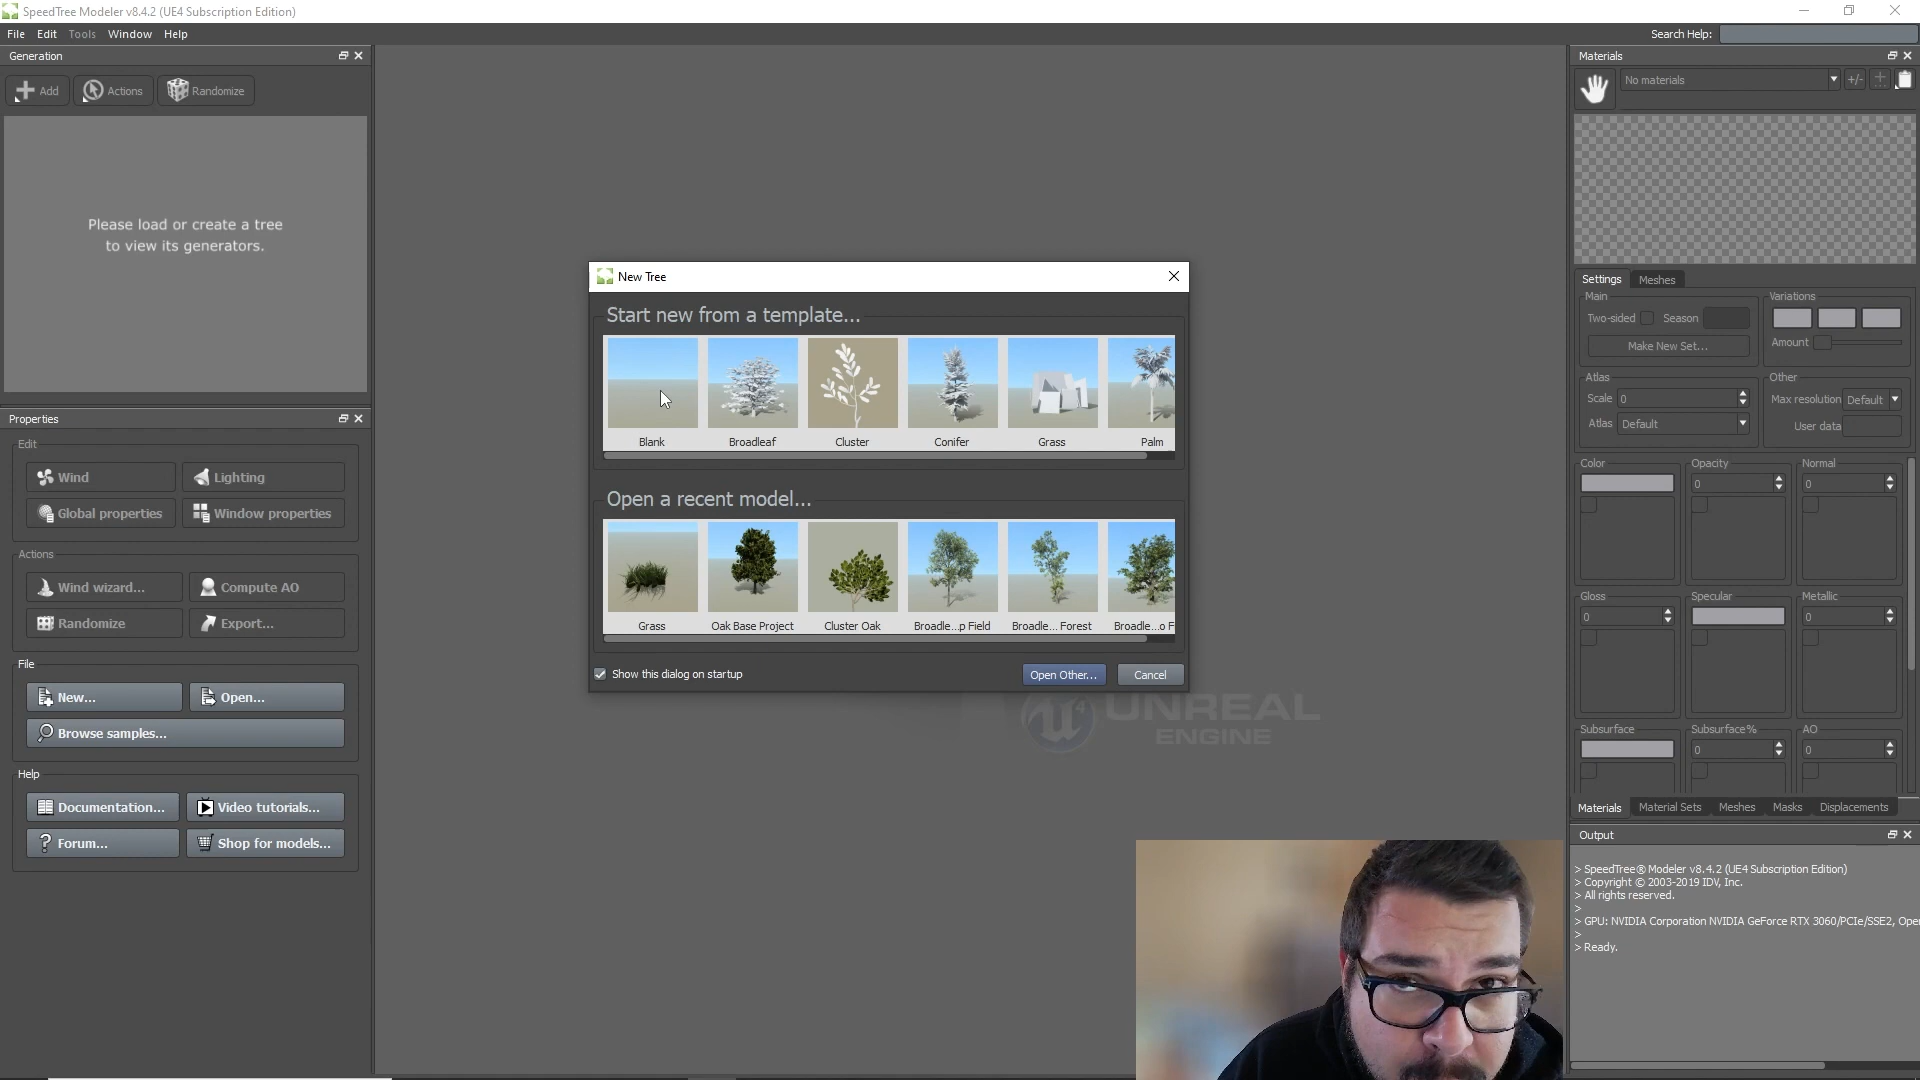 SpeedTree Modeler v8.4.2 (UE4 Subscription Edition)
File Edit Tools Window Help
Search Help:
Generation
Add Actions Randomize
Please load or create a tree
to view its generators.
Properties
Edit
Wind Lighting
Global properties Window properties
Actions
Wind wizard... Compute AO
Randomize Export...
File
New... Open...
Browse samples...
Help
Documentation... Video tutorials...
Forum... Shop for models...
New Tree
Start new from a template...
Blank Broadleaf Cluster Conifer Grass Palm
Open a recent model...
Grass Oak Base Project Cluster Oak Broadle...p Field Broadle... Forest Broadle...o F
Show this dialog on startup
Open Other... Cancel
4 UNREAL
ENGINE
Materials
No materials +/-
Settings Meshes
Main Variations
Two-sided Season
Make New Set... Amount
Atlas Other
Scale 0 Max resolution Default
Atlas Default User data
Color Opacity Normal
0 0
Gloss Specular Metallic
0 0
Subsurface Subsurface% AO
0 0
Materials Material Sets Meshes Masks Displacements
Output
> SpeedTree® Modeler v8.4.2 (UE4 Subscription Edition)
> Copyright © 2003-2019 IDV, Inc.
> All rights reserved.
>
> GPU: NVIDIA Corporation NVIDIA GeForce RTX 3060/PCIe/SSE2, Ope
>
> Ready.